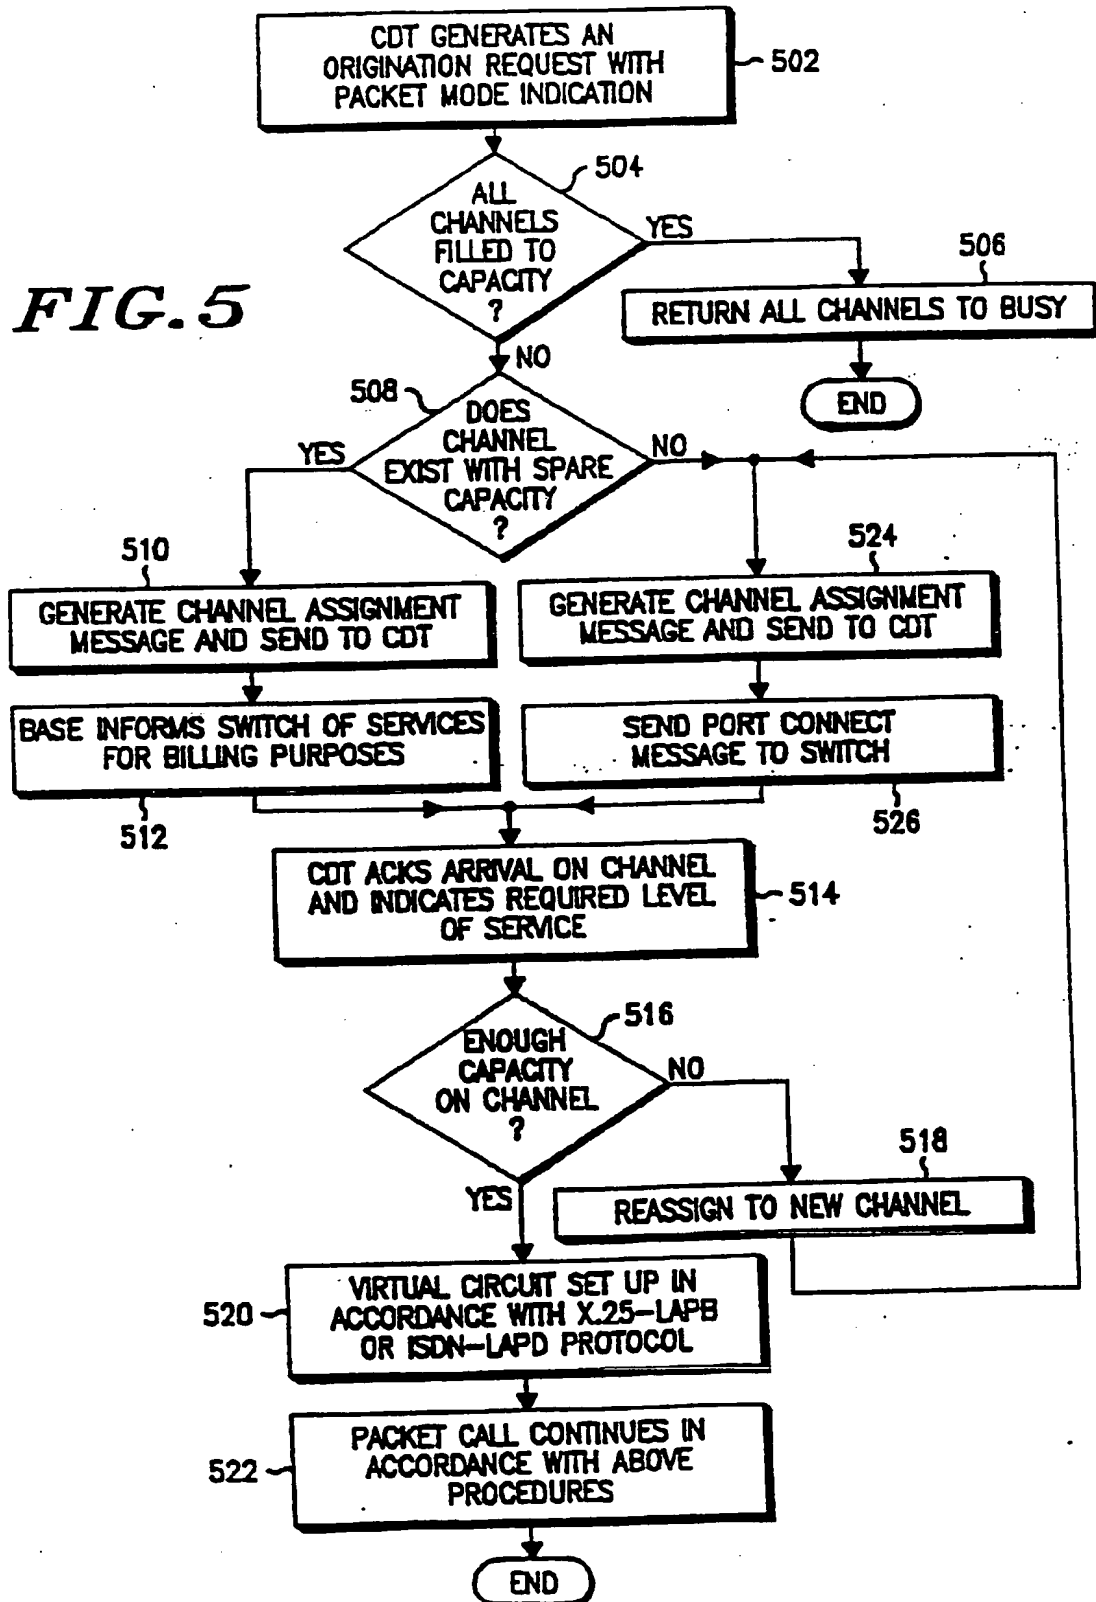 CDT GENERATES AN
ORIGINATION REQUEST WITH
PACKET MODE INDICATION
502
504
ALL
CHANNELS
FILLED TO
CAPACITY
?
YES
506
RETURN ALL CHANNELS TO BUSY
END
FIG. 5
NO
508
DOES
CHANNEL
EXIST WITH SPARE
CAPACITY
?
YES
NO
510
GENERATE CHANNEL ASSIGNMENT
MESSAGE AND SEND TO CDT
524
GENERATE CHANNEL ASSIGNMENT
MESSAGE AND SEND TO CDT
BASE INFORMS SWITCH OF SERVICES
FOR BILLING PURPOSES
512
SEND PORT CONNECT
MESSAGE TO SWITCH
526
CDT ACKS ARRIVAL ON CHANNEL
AND INDICATES REQUIRED LEVEL
OF SERVICE
514
516
ENOUGH
CAPACITY
ON CHANNEL
?
NO
518
REASSIGN TO NEW CHANNEL
YES
VIRTUAL CIRCUIT SET UP IN
ACCORDANCE WITH X.25-LAPB
OR ISDN-LAPD PROTOCOL
520
PACKET CALL CONTINUES IN
ACCORDANCE WITH ABOVE
PROCEDURES
522
END